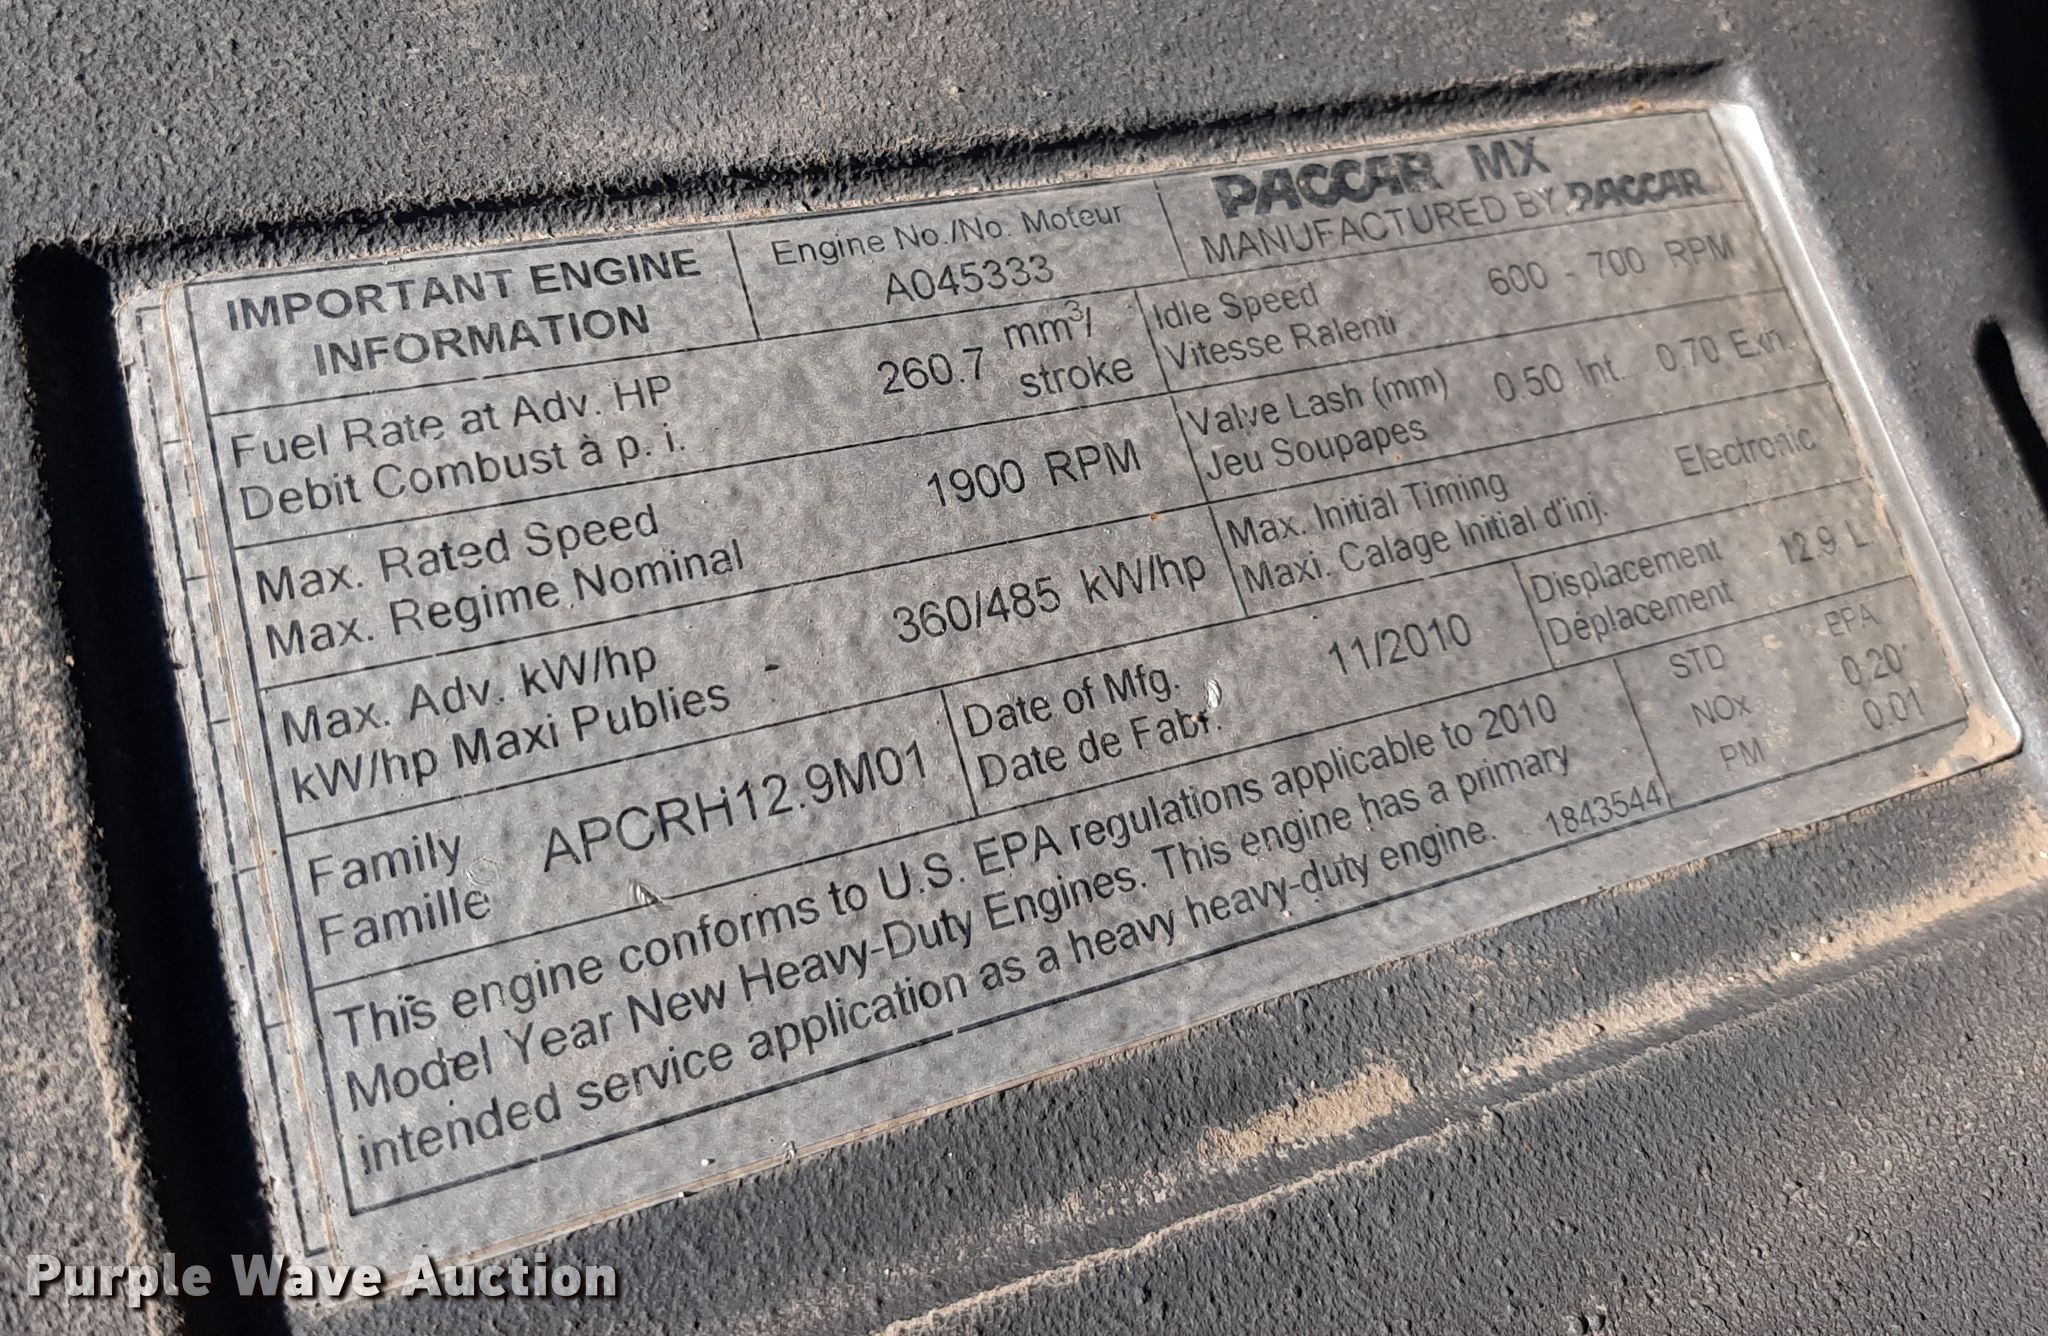 IMPORTANT ENGINE
INFORMATION
Engine No./No. Moteur
A045333
PACCAR MX
MANUFACTURED BY PACCAR
Fuel Rate at Adv. HP
Debit Combust à p. i.
260.7 mm3/
stroke
Idle Speed
Vitesse Ralenti
600 - 700 RPM
Max. Rated Speed
Max. Regime Nominal
1900 RPM
Valve Lash (mm)
Jeu Soupapes
0.50 Int. 0.70 Exh.
Max. Adv. kW/hp
kW/hp Maxi Publies -
360/485 kW/hp
Max. Initial Timing
Maxi. Calage Initial d'inj.
Electronic
Family
Famille
APCRH12.9M01
Date of Mfg.
Date de Fabr.
11/2010
Displacement
Déplacement
12.9 L
This engine conforms to U.S. EPA regulations applicable to 2010
Model Year New Heavy-Duty Engines. This engine has a primary
intended service application as a heavy heavy-duty engine. 1843544
STD EPA
NOx 0.20
PM 0.01
Purple Wave Auction